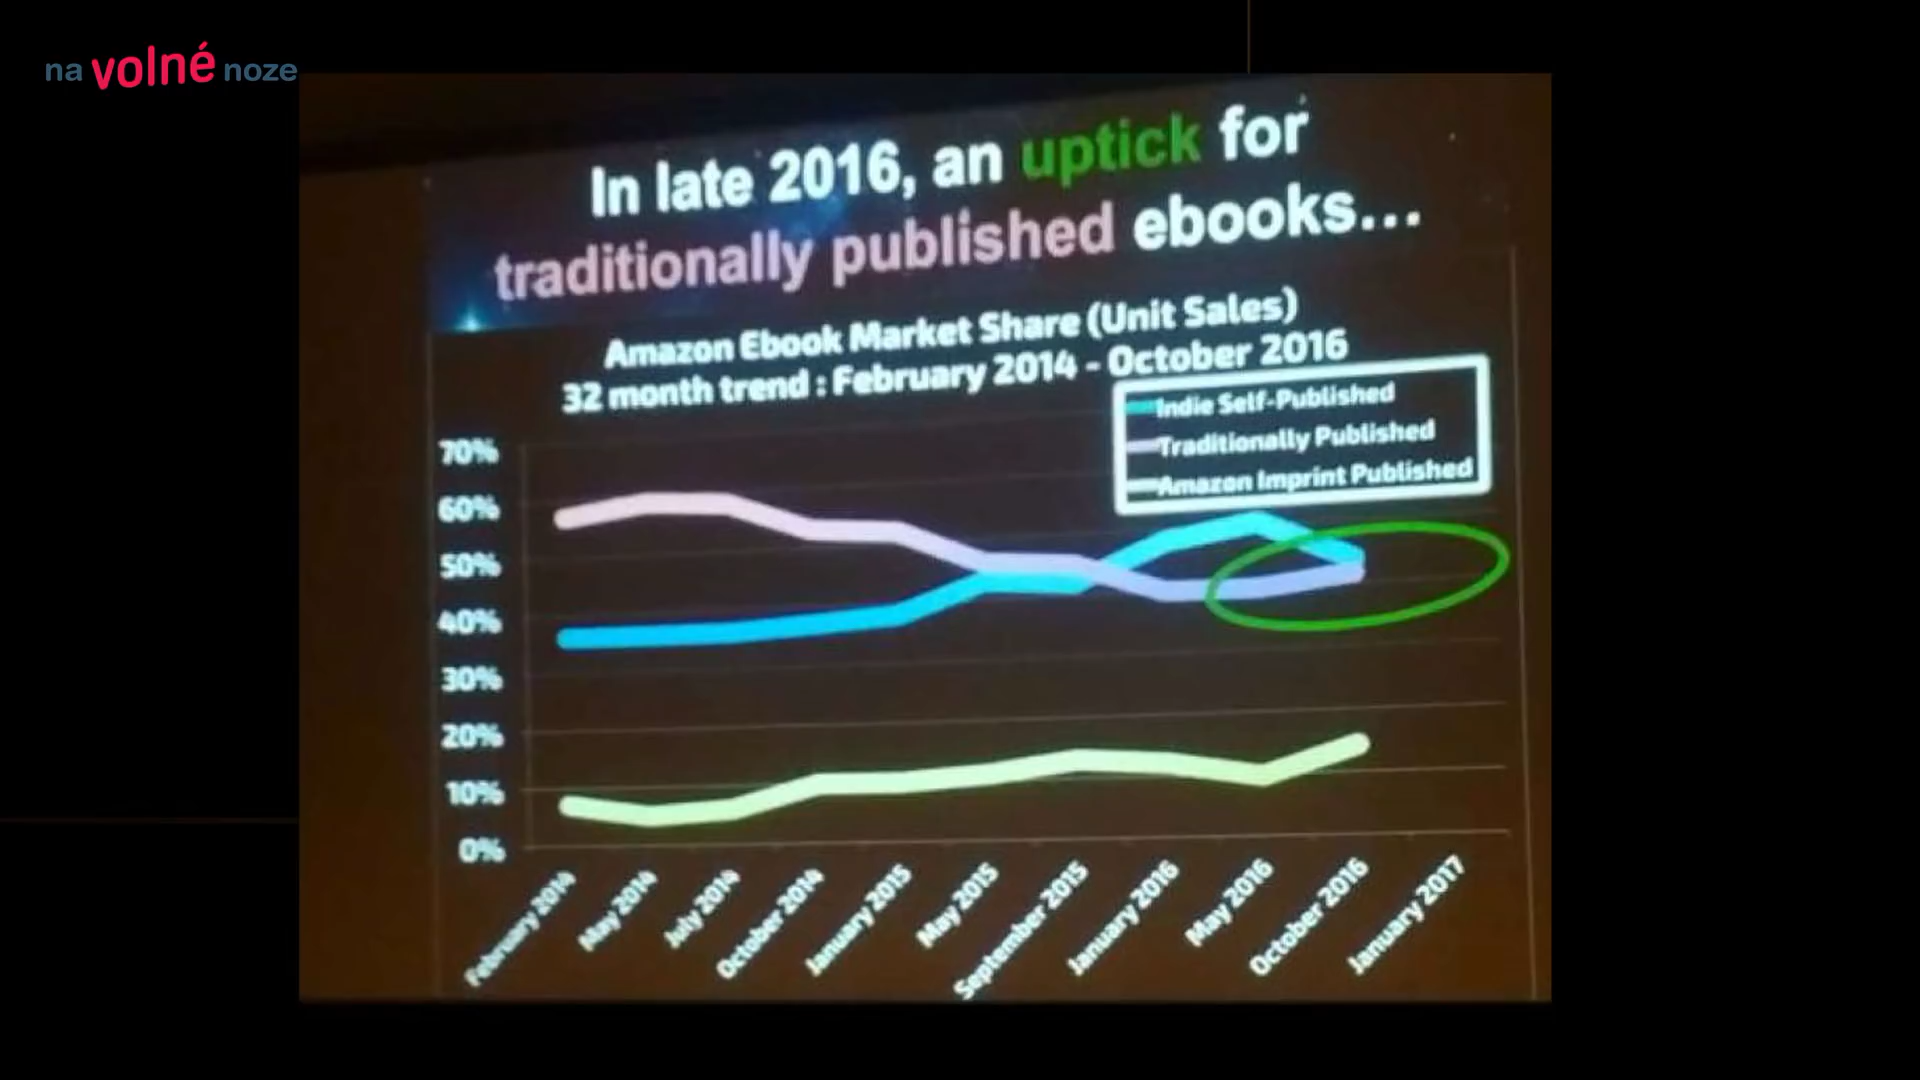 na volné noze
In late 2016, an uptick for
traditionally published ebooks...
Amazon Ebook Market Share (Unit Sales)
32 month trend : February 2014 - October 2016
Indie Self-Published
Traditionally Published
Amazon Imprint Published
70%
60%
50%
40%
30%
20%
10%
0%
February 2014
May 2014
July 2014
October 2014
January 2015
May 2015
September 2015
January 2016
May 2016
October 2016
January 2017